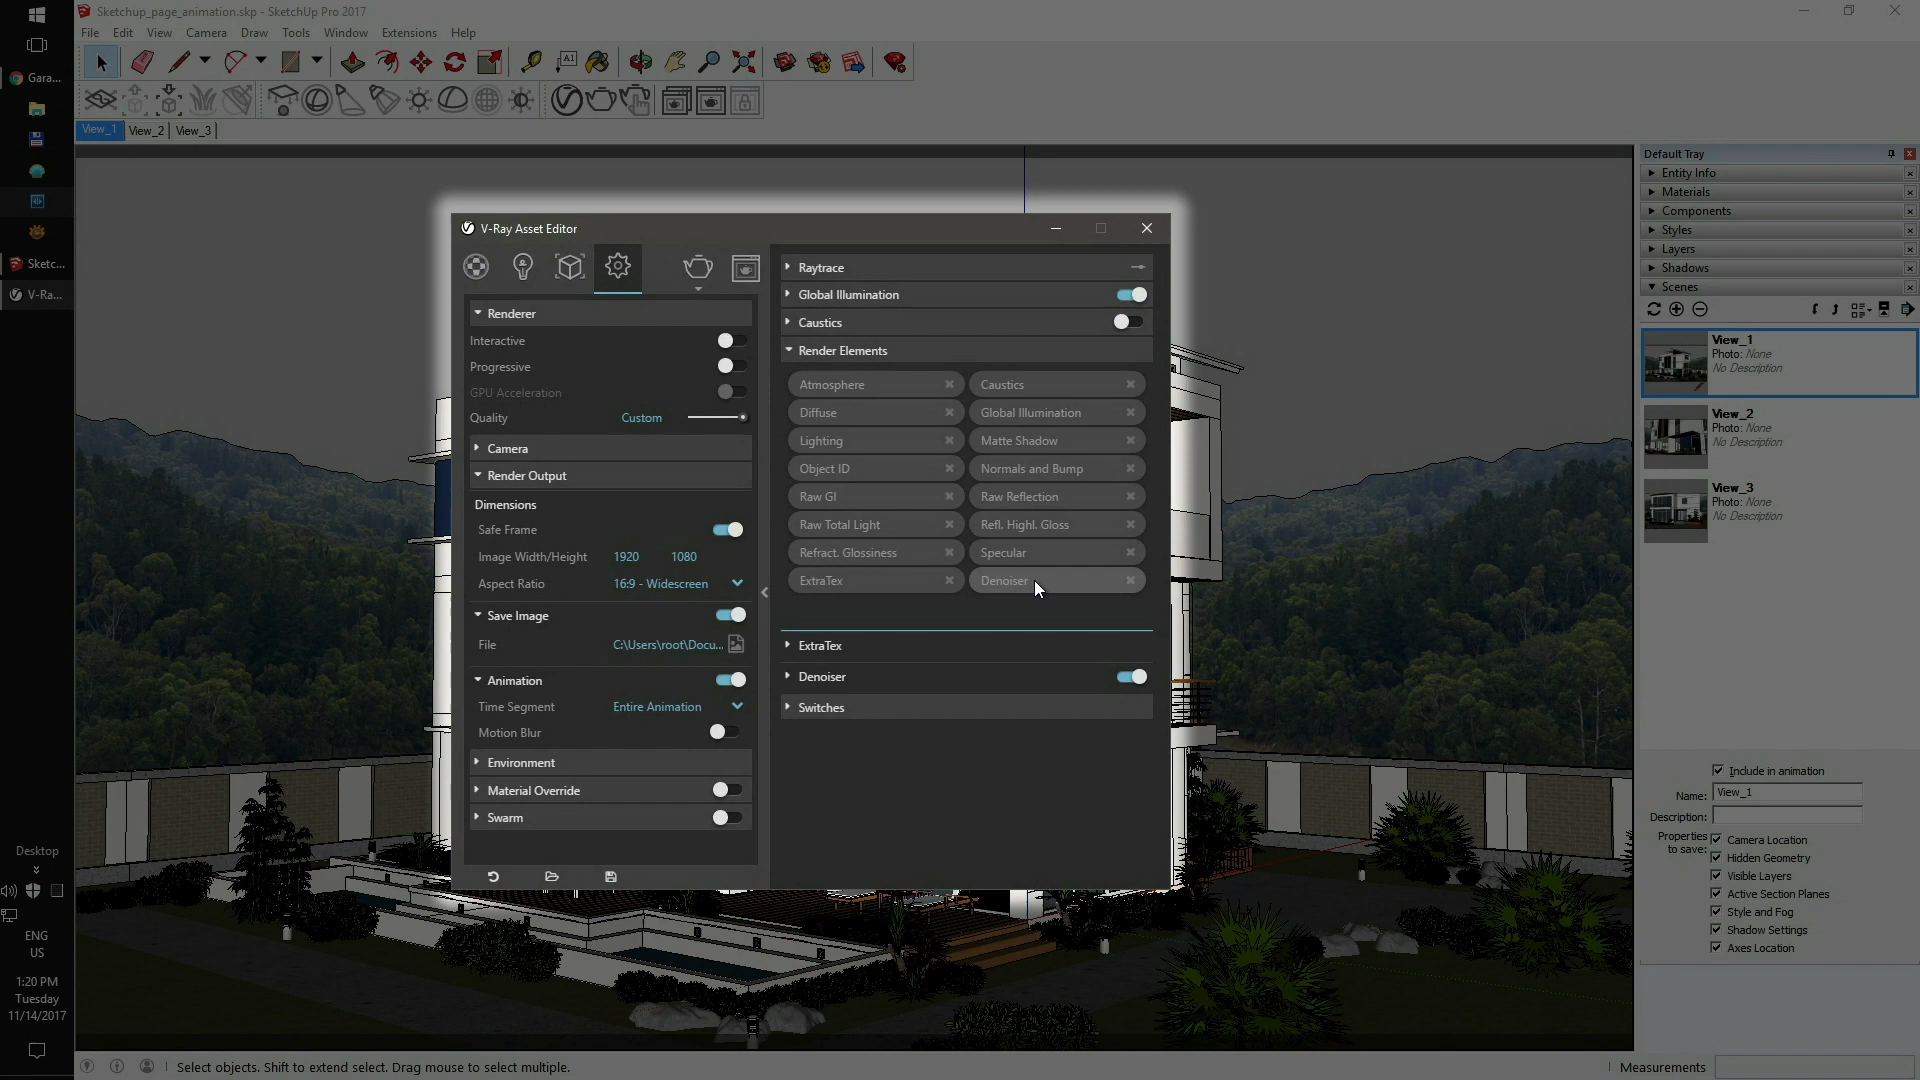 Sketchup_page_animation.skp - SketchUp Pro 2017
File Edit View Camera Draw Tools Window Extensions Help
Gara...
A1
View_1 View_2 View_3
Sketc...
V-Ra...
V-Ray Asset Editor
Renderer
Interactive
Progressive
GPU Acceleration
Quality Custom
Camera
Render Output
Dimensions
Safe Frame
Image Width/Height 1920 1080
Aspect Ratio 16:9 - Widescreen
Save Image
File C:\Users\root\Docu...
Animation
Time Segment Entire Animation
Motion Blur
Environment
Material Override
Swarm
Raytrace
Global Illumination
Caustics
Render Elements
Atmosphere Caustics
Diffuse Global Illumination
Lighting Matte Shadow
Object ID Normals and Bump
Raw GI Raw Reflection
Raw Total Light Refl. Highl. Gloss
Refract. Glossiness Specular
ExtraTex Denoiser
ExtraTex
Denoiser
Switches
Default Tray
Entity Info
Materials
Components
Styles
Layers
Shadows
Scenes
View_1
Photo: None
No Description
View_2
Photo: None
No Description
View_3
Photo: None
No Description
Include in animation
Name: View_1
Description:
Properties to save:
Camera Location
Hidden Geometry
Visible Layers
Active Section Planes
Style and Fog
Shadow Settings
Axes Location
Desktop
ENG
US
1:20 PM
Tuesday
11/14/2017
Select objects. Shift to extend select. Drag mouse to select multiple.
Measurements